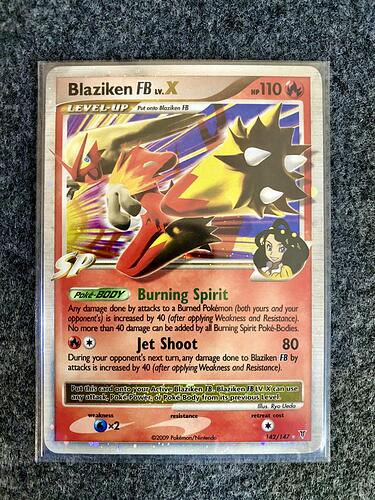 Blaziken FB LV.X HP 110
LEVEL-UP Put onto Blaziken FB
SP
Poké-BODY Burning Spirit
Any damage done by attacks to a Burned Pokémon (both yours and your
opponent's) is increased by 40 (after applying Weakness and Resistance).
No more than 40 damage can be added by all Burning Spirit Poké-Bodies.
Jet Shoot 80
During your opponent's next turn, any damage done to Blaziken FB by
attacks is increased by 40 (after applying Weakness and Resistance).
Put this card onto your Active Blaziken FB. Blaziken FB LV.X can use
any attack, Poké-Power, or Poké-Body from its previous Level.
Illus. Ryo Ueda
weakness resistance retreat cost
×2
©2009 Pokémon/Nintendo 142/147